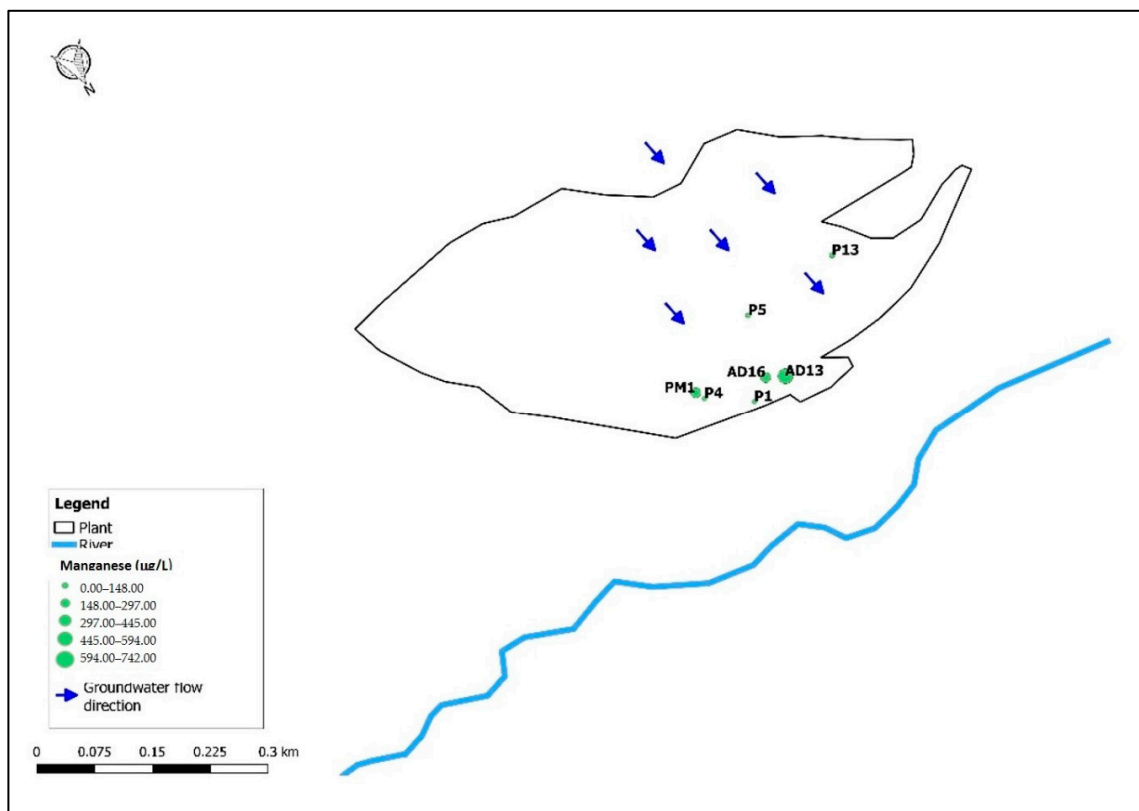 N
P13
P5
AD16
AD13
PM1
P4
P1
Legend
Plant
River
Manganese (µg/L)
0.00–148.00
148.00–297.00
297.00–445.00
445.00–594.00
594.00–742.00
Groundwater flow
direction
0 0.075 0.15 0.225 0.3 km